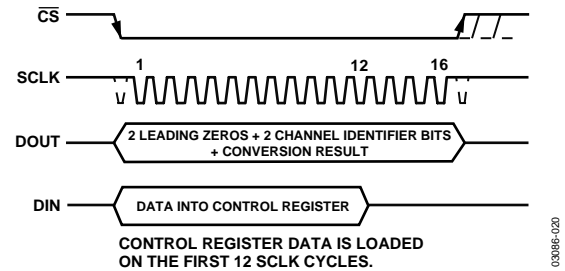 CS
SCLK
1 12 16
DOUT
2 LEADING ZEROS + 2 CHANNEL IDENTIFIER BITS
+ CONVERSION RESULT
DIN
DATA INTO CONTROL REGISTER
CONTROL REGISTER DATA IS LOADED
ON THE FIRST 12 SCLK CYCLES.
03086-020